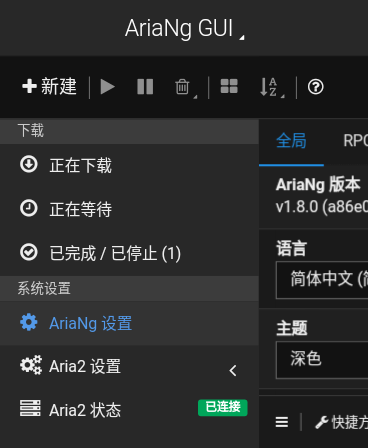 AriaNg GUI
新建
下载
正在下载
正在等待
已完成 / 已停止 (1)
系统设置
AriaNg 设置
Aria2 设置
Aria2 状态 已连接
全局 RPC
AriaNg 版本
v1.8.0 (a86e0
语言
简体中文 (简
主题
深色
快捷方